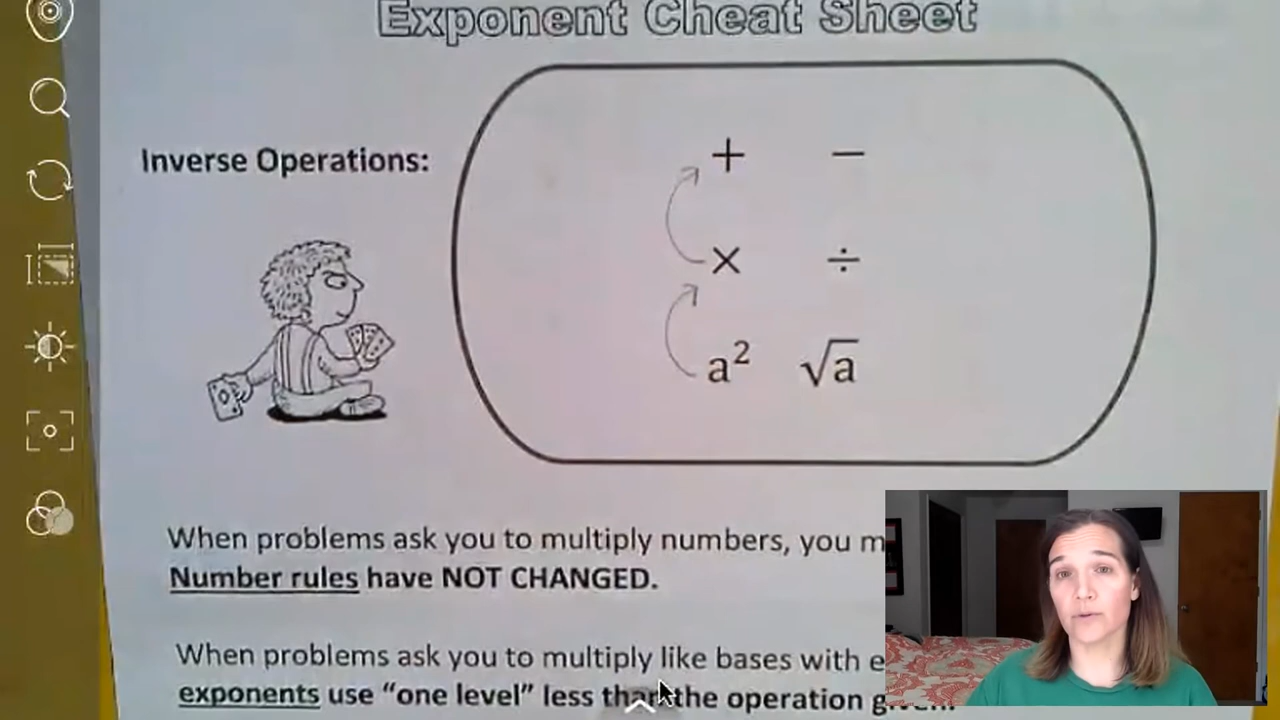 Exponent Cheat Sheet
Inverse Operations:
+ −
× ÷
a² √a
When problems ask you to multiply numbers, you
Number rules have NOT CHANGED.
When problems ask you to multiply like bases with
exponents use “one level” less than the operation